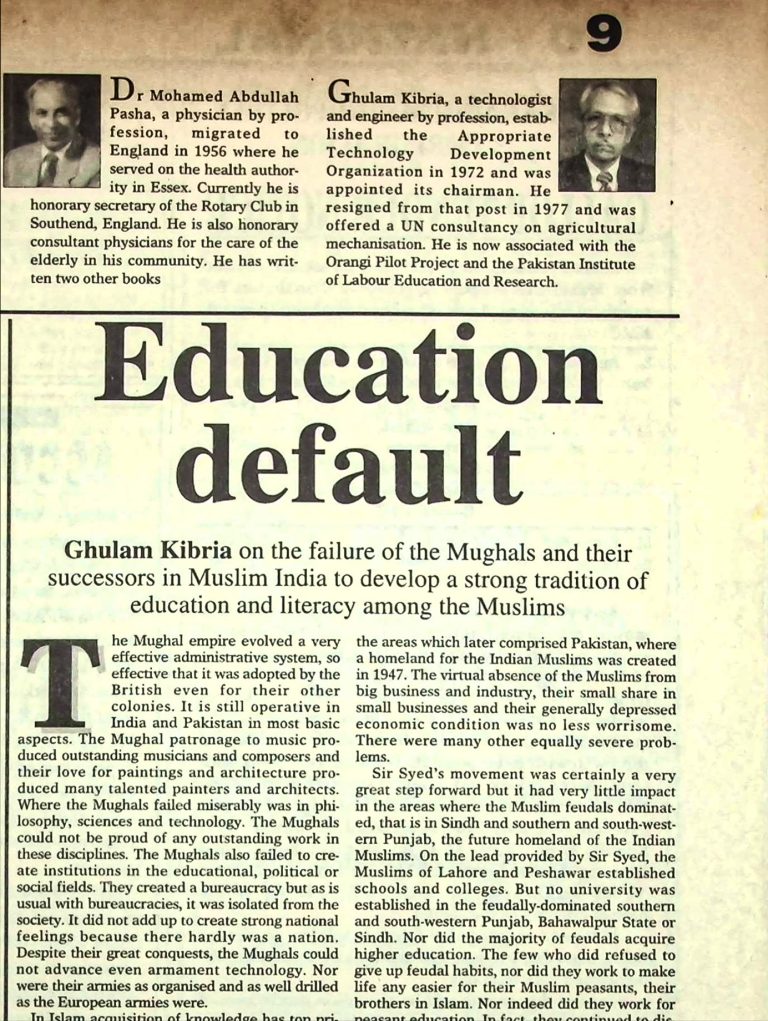 9
Dr Mohamed Abdullah
Pasha, a physician by pro-
fession, migrated to
England in 1956 where he
served on the health author-
ity in Essex. Currently he is
honorary secretary of the Rotary Club in
Southend, England. He is also honorary
consultant physicians for the care of the
elderly in his community. He has writ-
ten two other books
Ghulam Kibria, a technologist
and engineer by profession, estab-
lished the Appropriate
Technology Development
Organization in 1972 and was
appointed its chairman. He
resigned from that post in 1977 and was
offered a UN consultancy on agricultural
mechanisation. He is now associated with the
Orangi Pilot Project and the Pakistan Institute
of Labour Education and Research.
Education
default
Ghulam Kibria on the failure of the Mughals and their
successors in Muslim India to develop a strong tradition of
education and literacy among the Muslims
The Mughal empire evolved a very
effective administrative system, so
effective that it was adopted by the
British even for their other
colonies. It is still operative in
India and Pakistan in most basic
aspects. The Mughal patronage to music pro-
duced outstanding musicians and composers and
their love for paintings and architecture pro-
duced many talented painters and architects.
Where the Mughals failed miserably was in phi-
losophy, sciences and technology. The Mughals
could not be proud of any outstanding work in
these disciplines. The Mughals also failed to cre-
ate institutions in the educational, political or
social fields. They created a bureaucracy but as is
usual with bureaucracies, it was isolated from the
society. It did not add up to create strong national
feelings because there hardly was a nation.
Despite their great conquests, the Mughals could
not advance even armament technology. Nor
were their armies as organised and as well drilled
as the European armies were.
In Islam acquisition of knowledge has top pri-
the areas which later comprised Pakistan, where
a homeland for the Indian Muslims was created
in 1947. The virtual absence of the Muslims from
big business and industry, their small share in
small businesses and their generally depressed
economic condition was no less worrisome.
There were many other equally severe prob-
lems.
Sir Syed's movement was certainly a very
great step forward but it had very little impact
in the areas where the Muslim feudals dominat-
ed, that is in Sindh and southern and south-west-
ern Punjab, the future homeland of the Indian
Muslims. On the lead provided by Sir Syed, the
Muslims of Lahore and Peshawar established
schools and colleges. But no university was
established in the feudally-dominated southern
and south-western Punjab, Bahawalpur State or
Sindh. Nor did the majority of feudals acquire
higher education. The few who did refused to
give up feudal habits, nor did they work to make
life any easier for their Muslim peasants, their
brothers in Islam. Nor indeed did they work for
peasant education. In fact, they continued to dis-